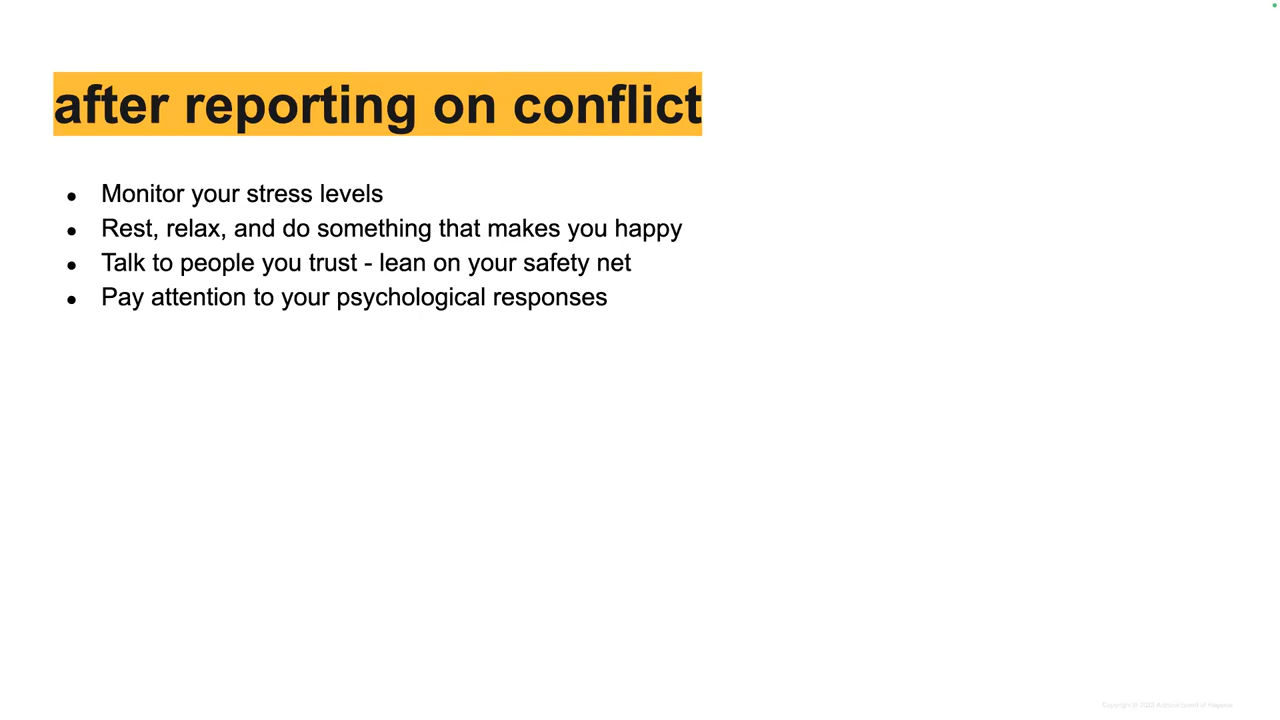 after reporting on conflict
● Monitor your stress levels
● Rest, relax, and do something that makes you happy
● Talk to people you trust - lean on your safety net
● Pay attention to your psychological responses
Copyright ©